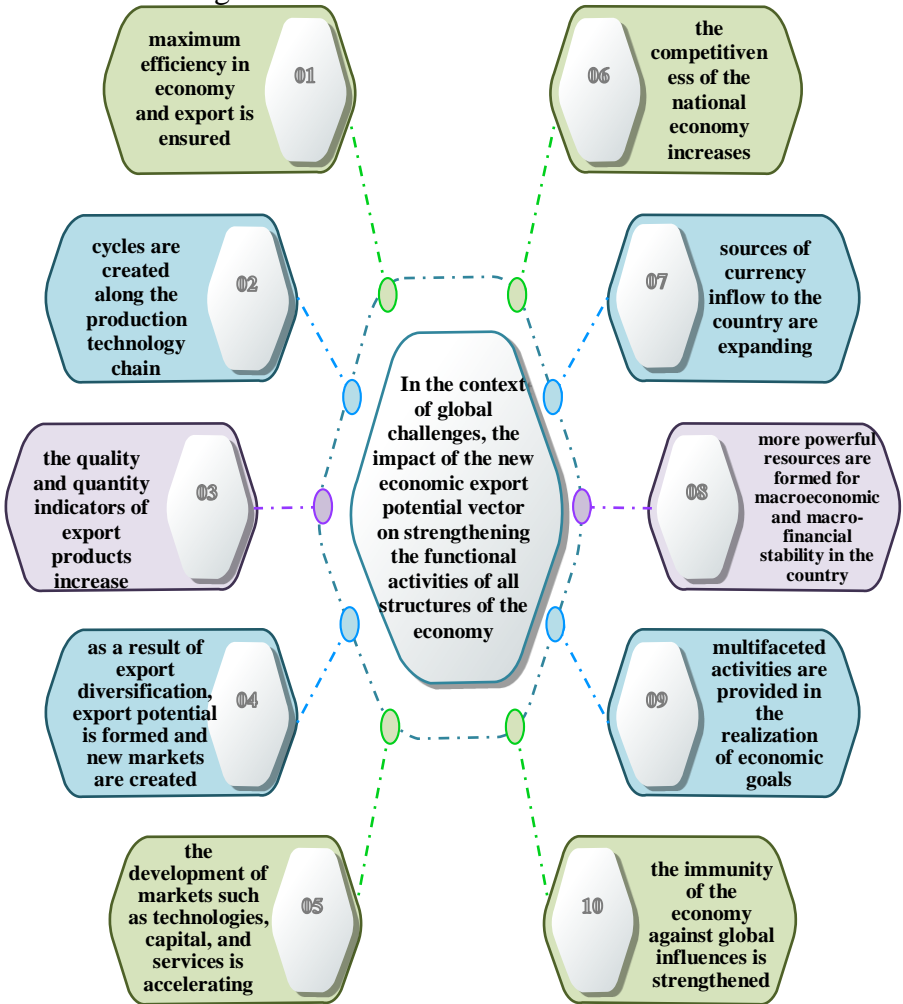 maximum
efficiency in
economy
and export is
ensured
01
cycles are
created
along the
production
technology
chain
02
the quality
and quantity
indicators of
export
products
increase
03
as a result of
export
diversification,
export potential
is formed and
new markets
are created
04
the
development of
markets such
as technologies,
capital, and
services is
accelerating
05
In the context
of global
challenges, the
impact of the new
economic export
potential vector
on strengthening
the functional
activities of all
structures of the
economy
06
the
competitiven
ess of the
national
economy
increases
07
sources of
currency
inflow to the
country are
expanding
08
more powerful
resources are
formed for
macroeconomic
and macro-
financial
stability in the
country
09
multifaceted
activities are
provided in
the
realization
of economic
goals
10
the immunity
of the
economy
against global
influences is
strengthened